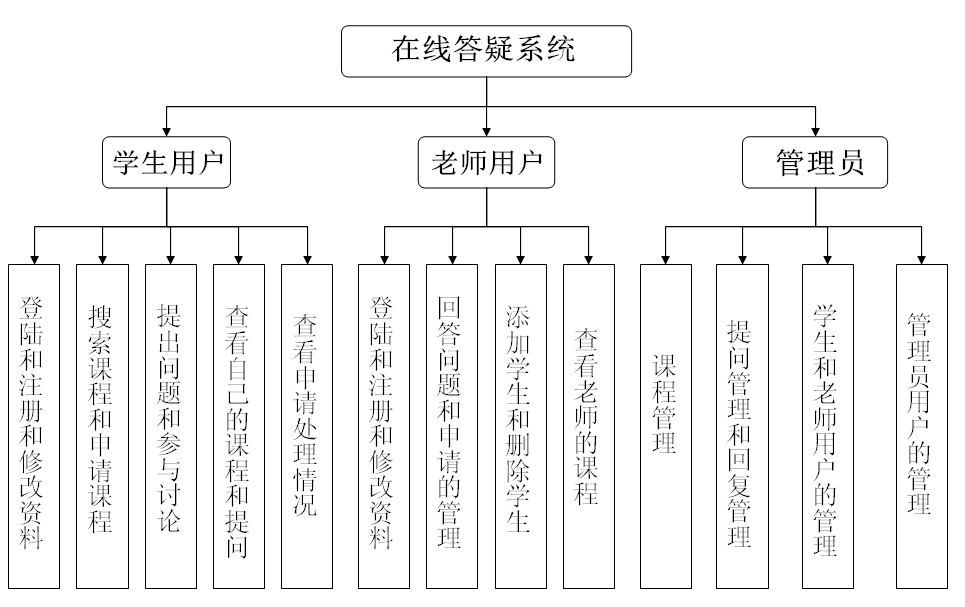 在线答疑系统
学生用户
老师用户
管理员
登陆和注册和修改资料
搜索课程和申请课程
提出问题和参与讨论
查看自己的课程和提问
查看申请处理情况
登陆和注册和修改资料
回答问题和申请的管理
添加学生和删除学生
查看老师的课程
课程管理
提问管理和回复管理
学生和老师用户的管理
管理员用户的管理